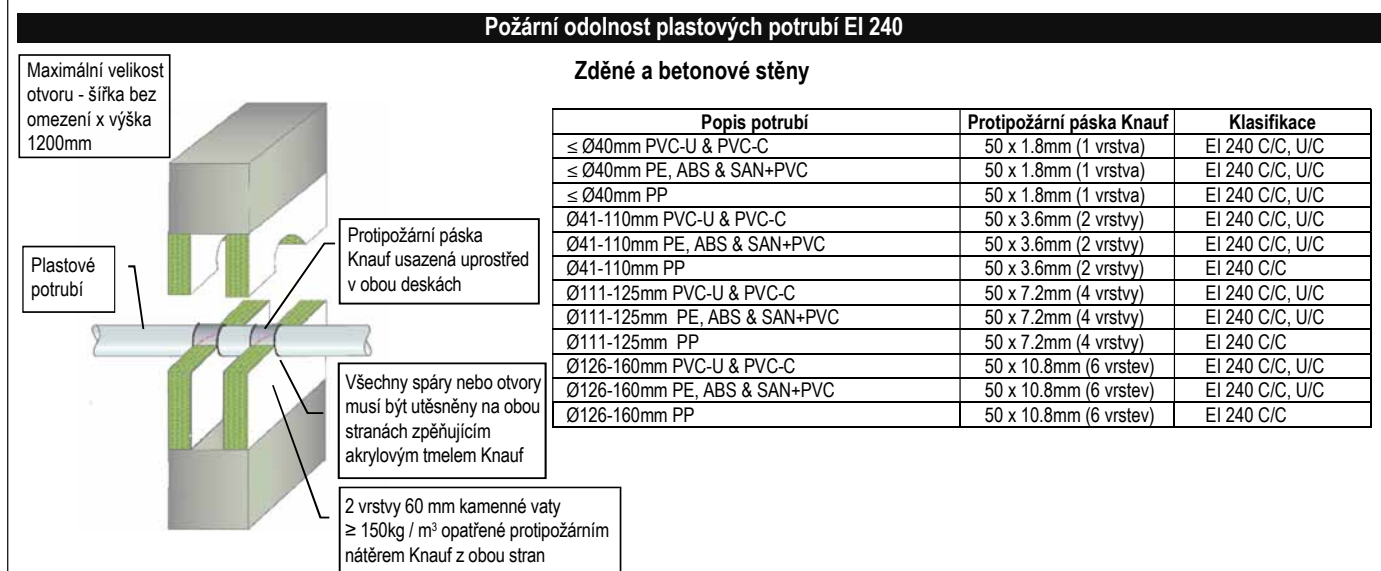 Požární odolnost plastových potrubí EI 240
Maximální velikost
otvoru - šířka bez
omezení x výška
1200mm
Plastové
potrubí
Protipožární páska
Knauf usazená uprostřed
v obou deskách
Všechny spáry nebo otvory
musí být utěsněny na obou
stranách zpěňujícím
akrylovým tmelem Knauf
2 vrstvy 60 mm kamenné vaty
≥ 150kg / m³ opatřené protipožárním
nátěrem Knauf z obou stran
Zděné a betonové stěny
Popis potrubí Protipožární páska Knauf Klasifikace
≤ Ø40mm PVC-U & PVC-C 50 x 1.8mm (1 vrstva) EI 240 C/C, U/C
≤ Ø40mm PE, ABS & SAN+PVC 50 x 1.8mm (1 vrstva) EI 240 C/C, U/C
≤ Ø40mm PP 50 x 1.8mm (1 vrstva) EI 240 C/C, U/C
Ø41-110mm PVC-U & PVC-C 50 x 3.6mm (2 vrstvy) EI 240 C/C, U/C
Ø41-110mm PE, ABS & SAN+PVC 50 x 3.6mm (2 vrstvy) EI 240 C/C, U/C
Ø41-110mm PP 50 x 3.6mm (2 vrstvy) EI 240 C/C
Ø111-125mm PVC-U & PVC-C 50 x 7.2mm (4 vrstvy) EI 240 C/C, U/C
Ø111-125mm PE, ABS & SAN+PVC 50 x 7.2mm (4 vrstvy) EI 240 C/C, U/C
Ø111-125mm PP 50 x 7.2mm (4 vrstvy) EI 240 C/C
Ø126-160mm PVC-U & PVC-C 50 x 10.8mm (6 vrstev) EI 240 C/C, U/C
Ø126-160mm PE, ABS & SAN+PVC 50 x 10.8mm (6 vrstev) EI 240 C/C, U/C
Ø126-160mm PP 50 x 10.8mm (6 vrstev) EI 240 C/C